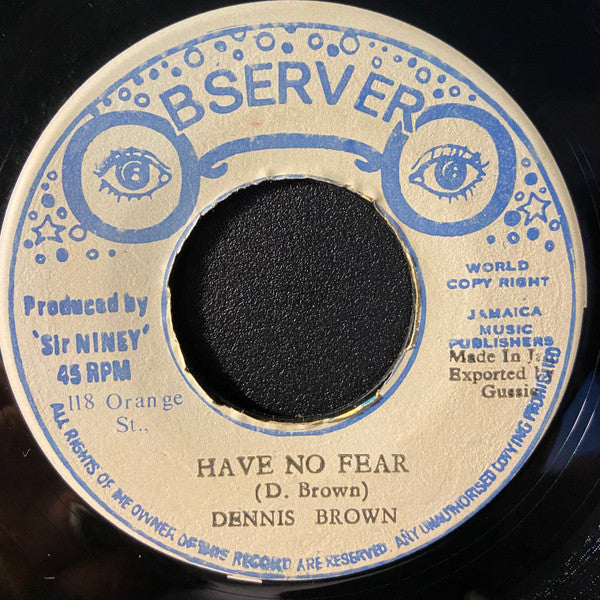 OBSERVER
Produced by
'Sir NINEY'
45 RPM
118 Orange
St.,
WORLD
COPY RIGHT
JAMAICA
MUSIC
PUBLISHERS
Made In
Exported by
Gussie
HAVE NO FEAR
(D. Brown)
DENNIS BROWN
ALL RIGHTS OF THE OWNER OF THIS RECORD ARE RESERVED. ANY UNAUTHORISED COPYING PROHIBITED